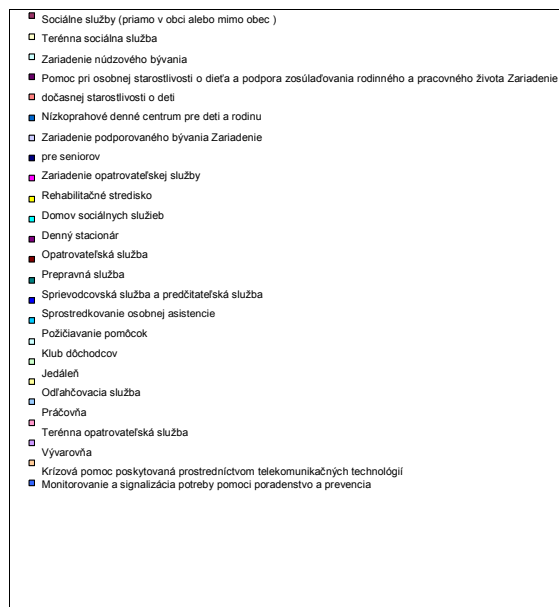 Sociálne služby (priamo v obci alebo mimo obec )
Terénna sociálna služba
Zariadenie núdzového bývania
Pomoc pri osobnej starostlivosti o dieťa a podpora zosúlaďovania rodinného a pracovného života Zariadenie
dočasnej starostlivosti o deti
Nízkoprahové denné centrum pre deti a rodinu
Zariadenie podporovaného bývania Zariadenie
pre seniorov
Zariadenie opatrovateľskej služby
Rehabilitačné stredisko
Domov sociálnych služieb
Denný stacionár
Opatrovateľská služba
Prepravná služba
Sprievodcovská služba a predčitateľská služba
Sprostredkovanie osobnej asistencie
Požičiavanie pomôcok
Klub dôchodcov
Jedáleň
Odľahčovacia služba
Práčovňa
Terénna opatrovateľská služba
Vývarovňa
Krízová pomoc poskytovaná prostredníctvom telekomunikačných technológií
Monitorovanie a signalizácia potreby pomoci poradenstvo a prevencia